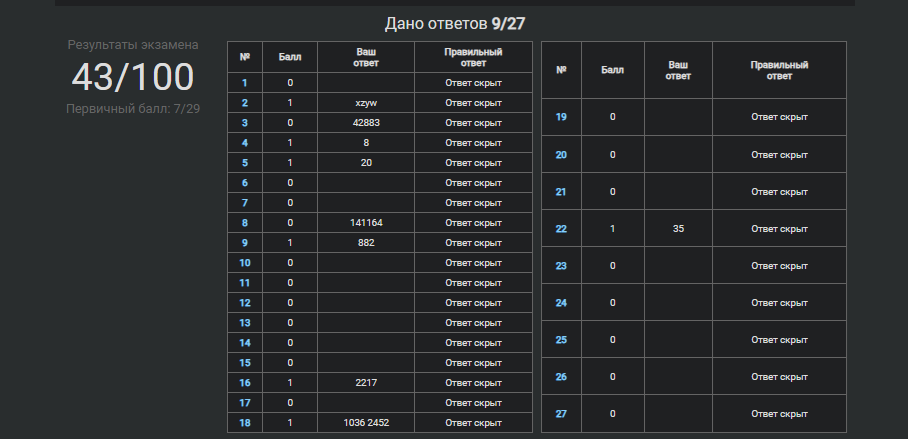 Дано ответов 9/27
Результаты экзамена
43/100
Первичный балл: 7/29
№ Балл Ваш ответ Правильный ответ
1 0 Ответ скрыт
2 1 xzyw Ответ скрыт
3 0 42883 Ответ скрыт
4 1 8 Ответ скрыт
5 1 20 Ответ скрыт
6 0 Ответ скрыт
7 0 Ответ скрыт
8 0 141164 Ответ скрыт
9 1 882 Ответ скрыт
10 0 Ответ скрыт
11 0 Ответ скрыт
12 0 Ответ скрыт
13 0 Ответ скрыт
14 0 Ответ скрыт
15 0 Ответ скрыт
16 1 2217 Ответ скрыт
17 0 Ответ скрыт
18 1 1036 2452 Ответ скрыт
№ Балл Ваш ответ Правильный ответ
19 0 Ответ скрыт
20 0 Ответ скрыт
21 0 Ответ скрыт
22 1 35 Ответ скрыт
23 0 Ответ скрыт
24 0 Ответ скрыт
25 0 Ответ скрыт
26 0 Ответ скрыт
27 0 Ответ скрыт